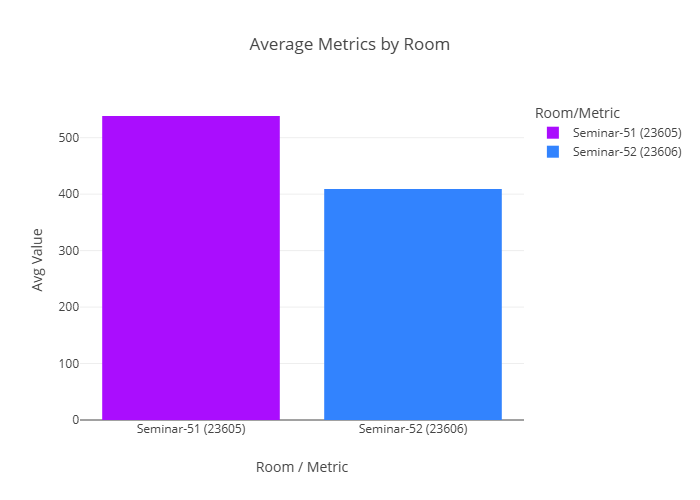 Average Metrics by Room
Room/Metric
Seminar-51 (23605)
Seminar-52 (23606)
Avg Value
500
400
300
200
100
0
Seminar-51 (23605)
Seminar-52 (23606)
Room / Metric